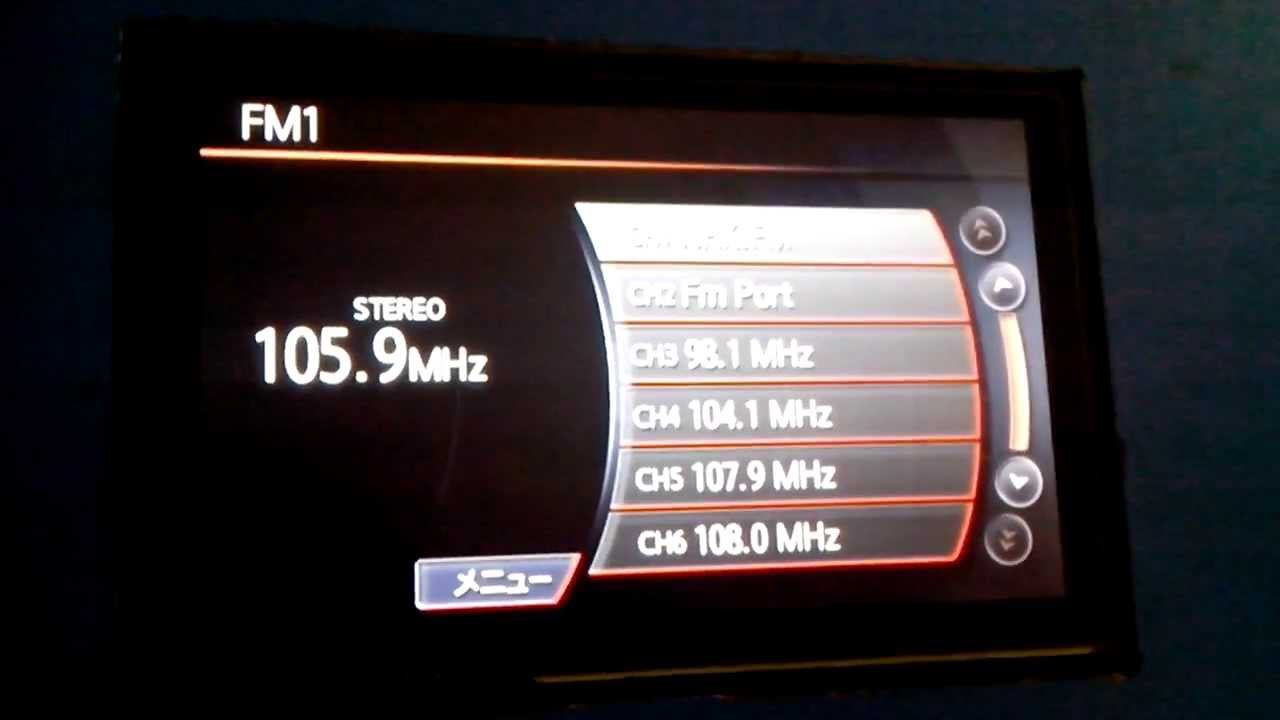 FM1
STEREO
105.9MHz
CH2 Fm Port
CH3 98.1 MHz
CH4 104.1 MHz
CH5 107.9 MHz
CH6 108.0 MHz
メニュー